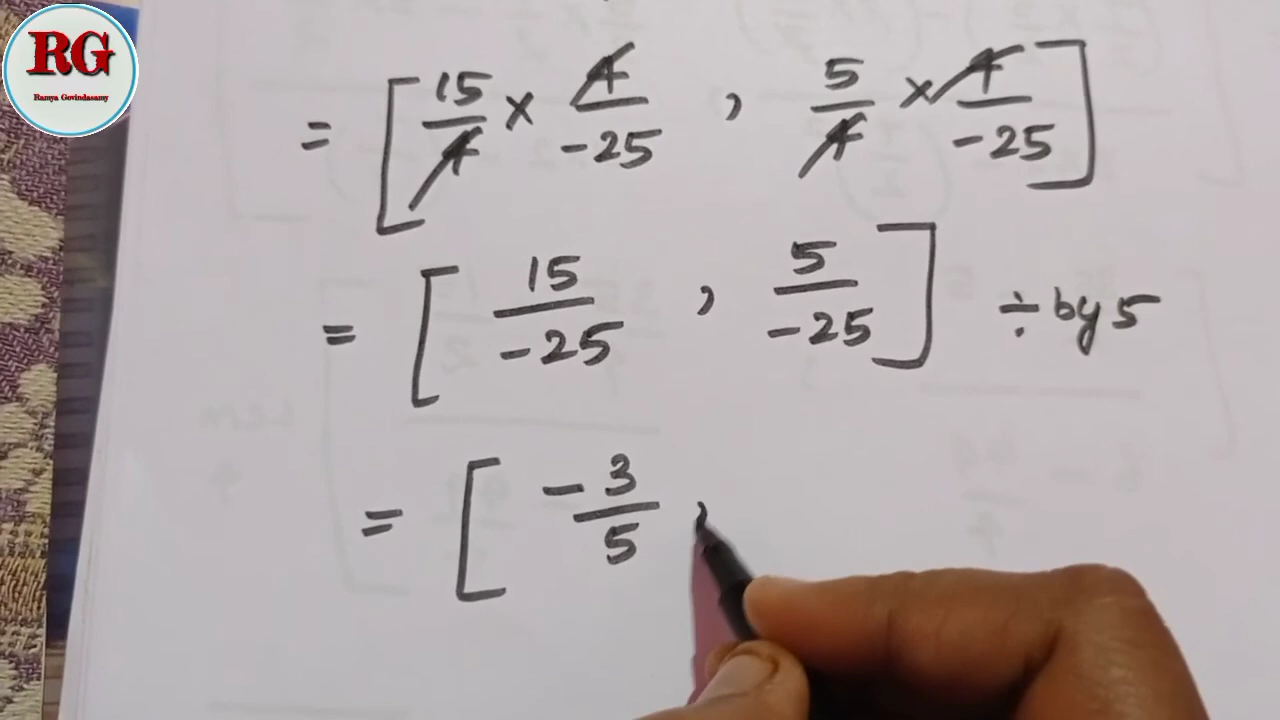 RG
Ramya Govindasamy
= [ 15/4 × 4/-25 , 5/4 × 4/-25 ]
= [ 15/-25 , 5/-25 ] ÷ by 5
= [ -3/5 ,